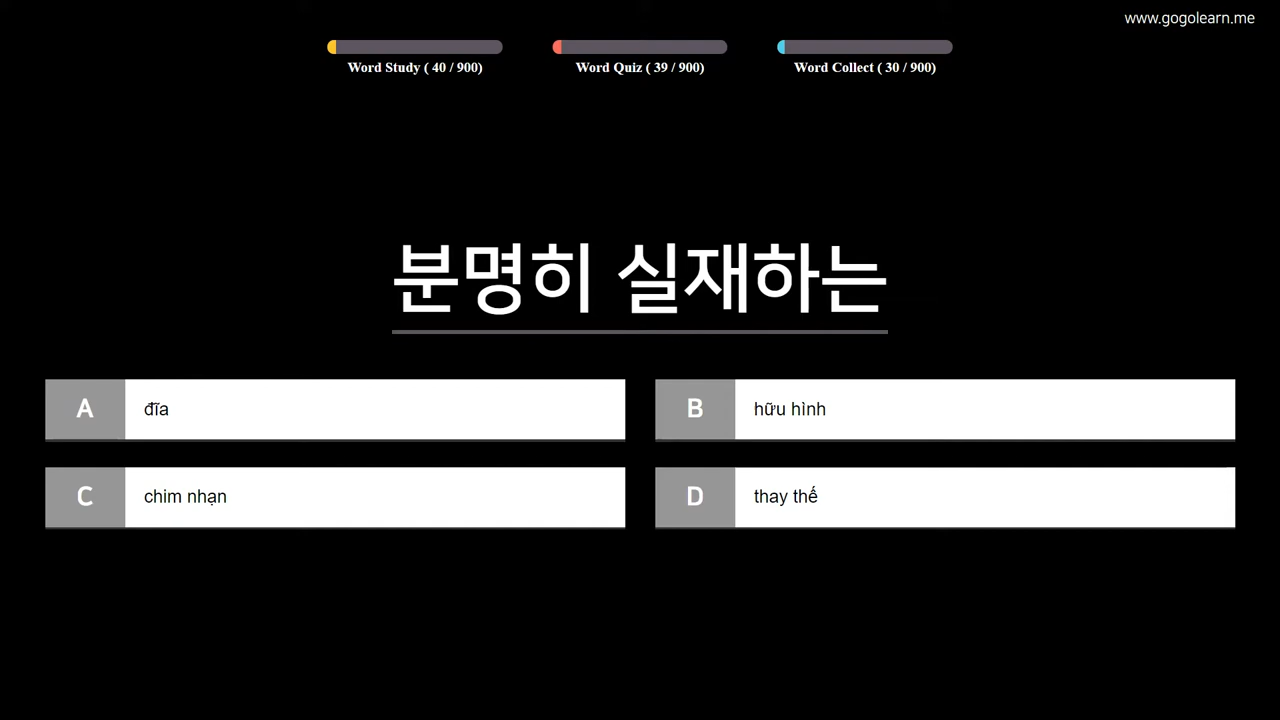 www.gogolearn.me
Word Study ( 40 / 900)
Word Quiz ( 39 / 900)
Word Collect ( 30 / 900)
분명히 실재하는
A đĩa
B hữu hình
C chim nhạn
D thay thế